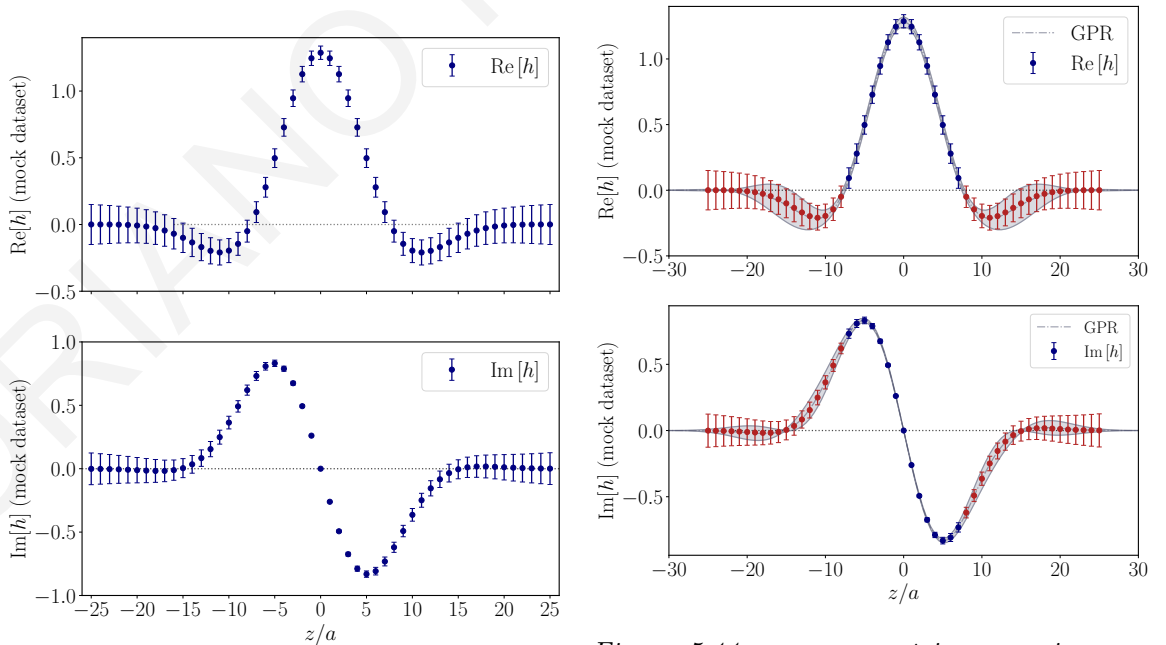 Re [h]
Re[h] (mock dataset)
1.0
0.5
0.0
−0.5
Im [h]
Im[h] (mock dataset)
1.0
0.5
0.0
−0.5
−1.0
−25 −20 −15 −10 −5 0 5 10 15 20 25
z/a
GPR
Re [h]
Re[h] (mock dataset)
1.0
0.5
0.0
−0.5
−30 −20 −10 0 10 20 30
GPR
Im [h]
Im[h] (mock dataset)
0.5
0.0
−0.5
−30 −20 −10 0 10 20 30
z/a